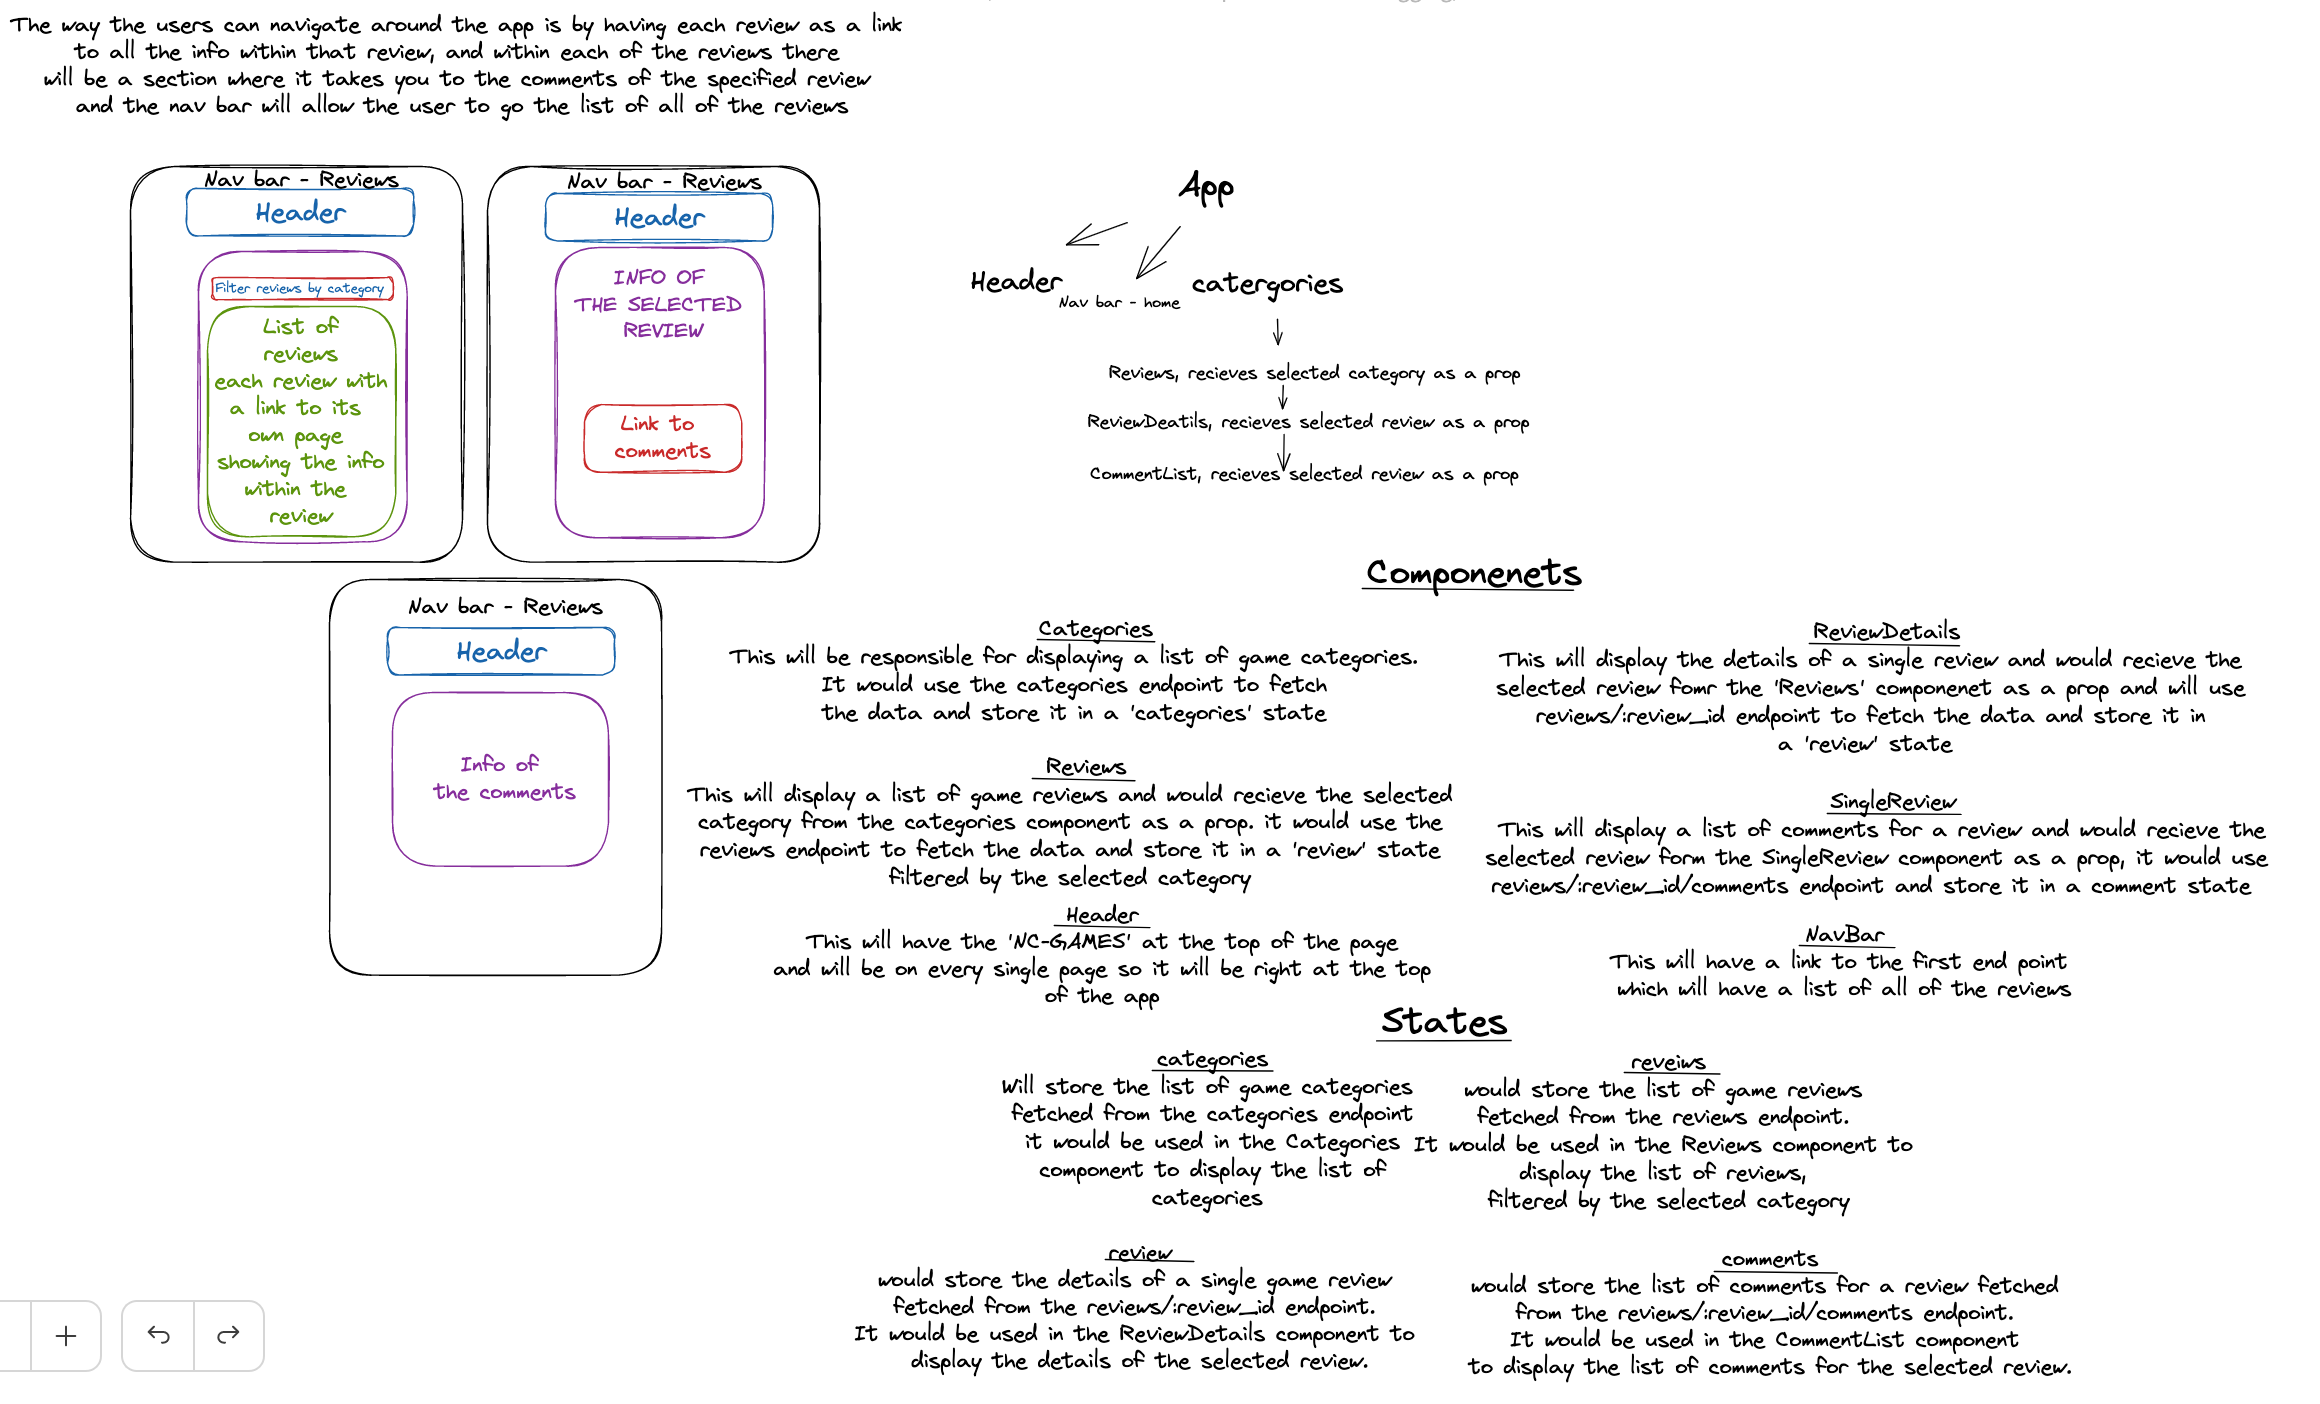 The way the users can navigate around the app is by having each review as a link
to all the info within that review, and within each of the reviews there
will be a section where it takes you to the comments of the specified review
and the nav bar will allow the user to go the list of all of the reviews
Nav bar - Reviews
Header
Filter reviews by category
List of
reviews
each review with
a link to its
own page
showing the info
within the
review
Nav bar - Reviews
Header
INFO OF
THE SELECTED
REVIEW
Link to
comments
Nav bar - Reviews
Header
Info of
the comments
App
Header
Nav bar - home
catergories
Reviews, recieves selected category as a prop
ReviewDeatils, recieves selected review as a prop
CommentList, recieves selected review as a prop
Componenets
Categories
This will be responsible for displaying a list of game categories.
It would use the categories endpoint to fetch
the data and store it in a 'categories' state
Reviews
This will display a list of game reviews and would recieve the selected
category from the categories component as a prop. it would use the
reviews endpoint to fetch the data and store it in a 'review' state
filtered by the selected category
Header
This will have the 'NC-GAMES' at the top of the page
and will be on every single page so it will be right at the top
of the app
ReviewDetails
This will display the details of a single review and would recieve the
selected review fomr the 'Reviews' componenet as a prop and will use
reviews/:review_id endpoint to fetch the data and store it in
a 'review' state
SingleReview
This will display a list of comments for a review and would recieve the
selected review form the SingleReview component as a prop, it would use
reviews/:review_id/comments endpoint and store it in a comment state
NavBar
This will have a link to the first end point
which will have a list of all of the reviews
States
categories
Will store the list of game categories
fetched from the categories endpoint
it would be used in the Categories
component to display the list of
categories
reveiws
would store the list of game reviews
fetched from the reviews endpoint.
It would be used in the Reviews component to
display the list of reviews,
filtered by the selected category
review
would store the details of a single game review
fetched from the reviews/:review_id endpoint.
It would be used in the ReviewDetails component to
display the details of the selected review.
comments
would store the list of comments for a review fetched
from the reviews/:review_id/comments endpoint.
It would be used in the CommentList component
to display the list of comments for the selected review.